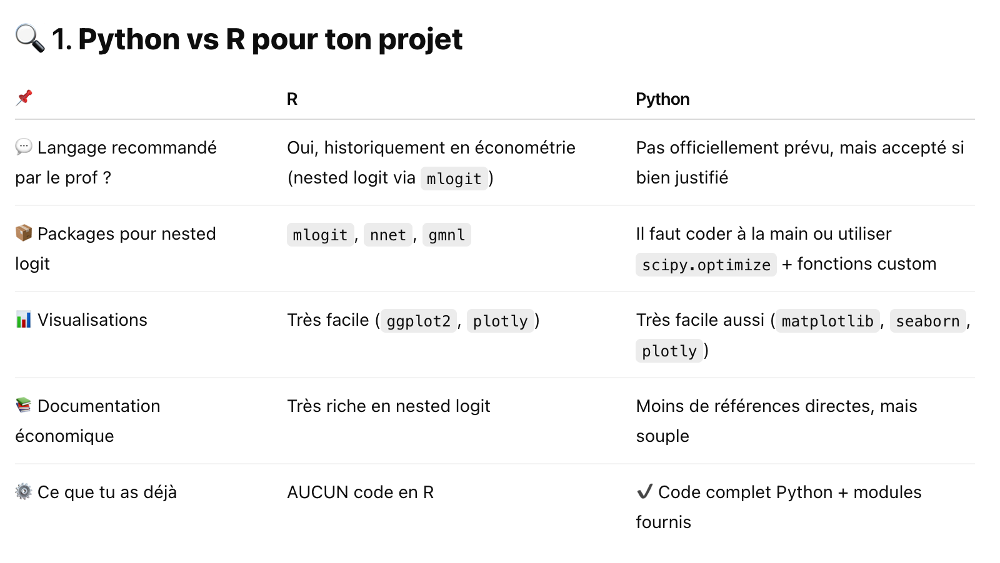 🔍 1. Python vs R pour ton projet
📌 R Python
💬 Langage recommandé Oui, historiquement en économétrie Pas officiellement prévu, mais accepté si
par le prof ? (nested logit via mlogit) bien justifié
📦 Packages pour nested mlogit, nnet, gmnl Il faut coder à la main ou utiliser
logit scipy.optimize + fonctions custom
📊 Visualisations Très facile (ggplot2, plotly) Très facile aussi (matplotlib, seaborn,
plotly)
📚 Documentation Très riche en nested logit Moins de références directes, mais
économique souple
⚙️ Ce que tu as déjà AUCUN code en R ✔️ Code complet Python + modules
fournis